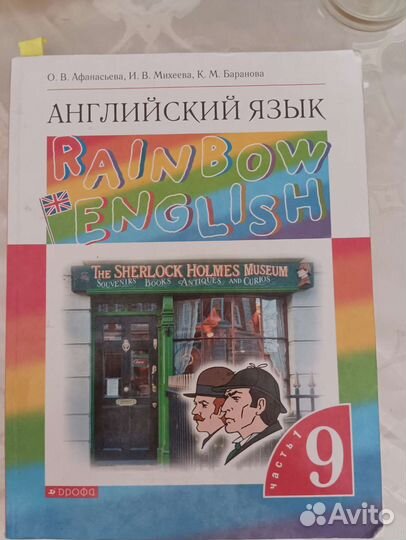 О. В. Афанасьева, И. В. Михеева, К. М. Баранова
АНГЛИЙСКИЙ ЯЗЫК
RAINBOW
ENGLISH
THE SHERLOCK HOLMES MUSEUM
SOUVENIRS BOOKS ANTIQUES AND CURIOS
часть 1
9
дрофа
Avito